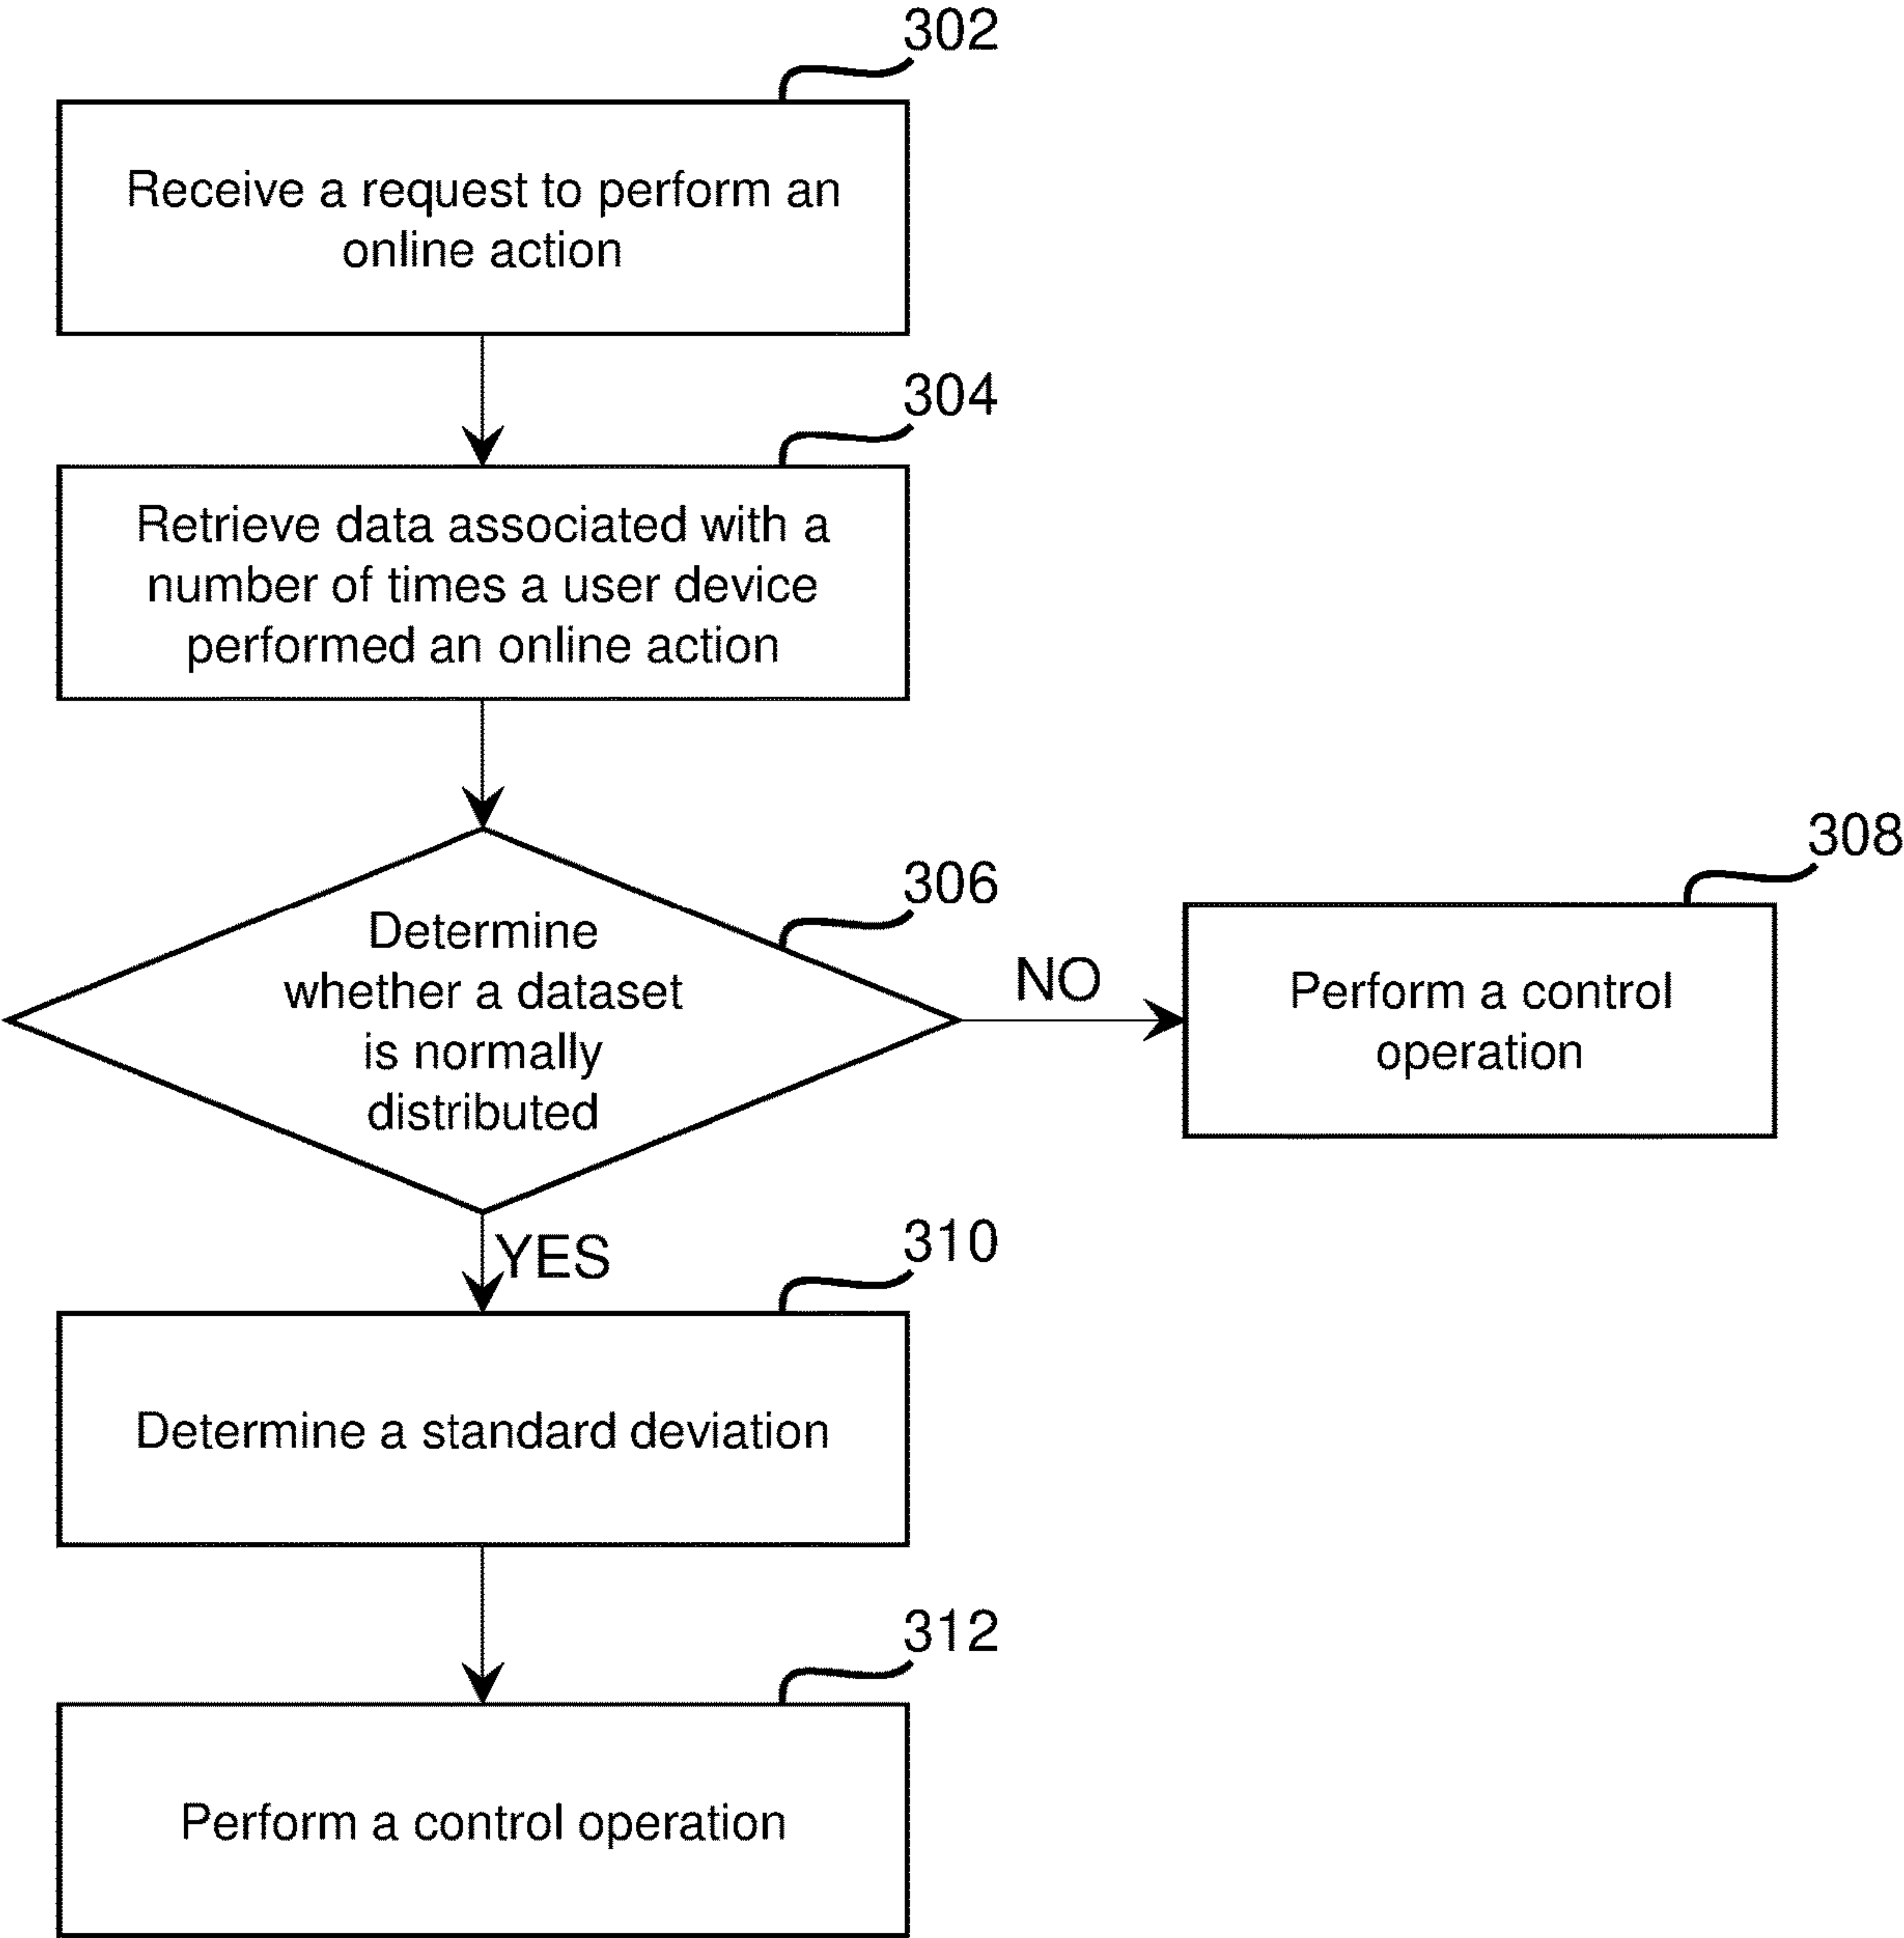 302
Receive a request to perform an
online action
304
Retrieve data associated with a
number of times a user device
performed an online action
306
Determine
whether a dataset
is normally
distributed
NO
308
Perform a control
operation
YES
310
Determine a standard deviation
312
Perform a control operation